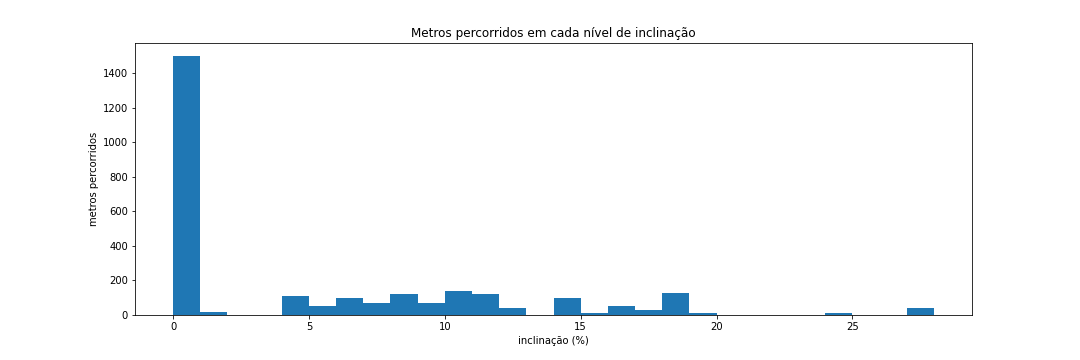 Metros percorridos em cada nível de inclinação
1400
1200
1000
800
600
400
200
0
metros percorridos
0 5 10 15 20 25
inclinação (%)